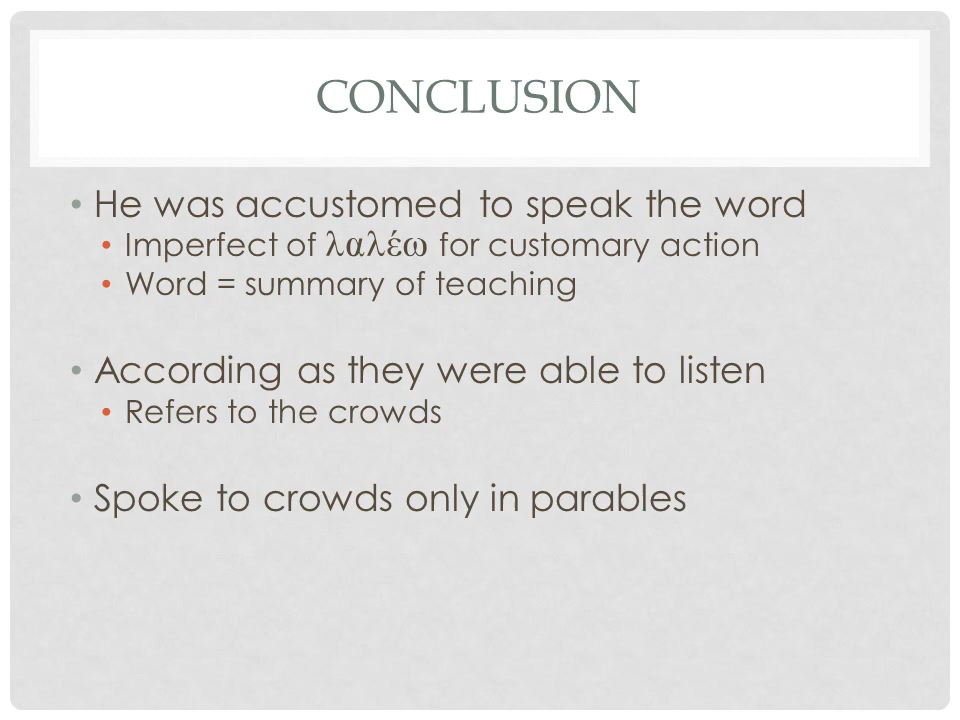 CONCLUSION
• He was accustomed to speak the word
• Imperfect of λαλέω for customary action
• Word = summary of teaching
• According as they were able to listen
• Refers to the crowds
• Spoke to crowds only in parables